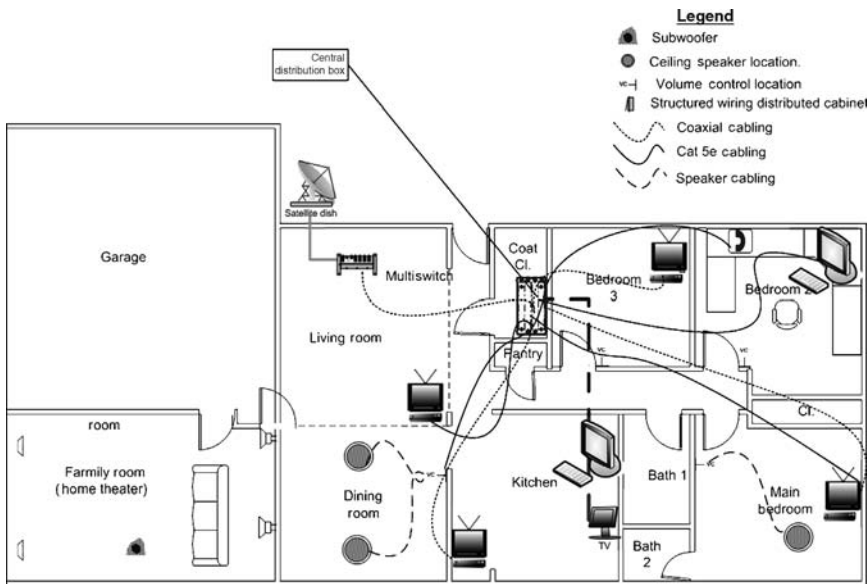 Legend
Subwoofer
Ceiling speaker location.
VC
Volume control location
Structured wiring distributed cabinet
Coaxial cabling
Cat 5e cabling
Speaker cabling
Central
distribution box
Satellite dish
Garage
Multiswitch
Coat
Cl.
Bedroom
3
Bedroom 2
Living room
Pantry
vc
vc
room
Farmily room
(home theater)
Cl.
Dining
room
vc
Kitchen
TV
Bath 1
Bath
2
vc
Main
bedroom